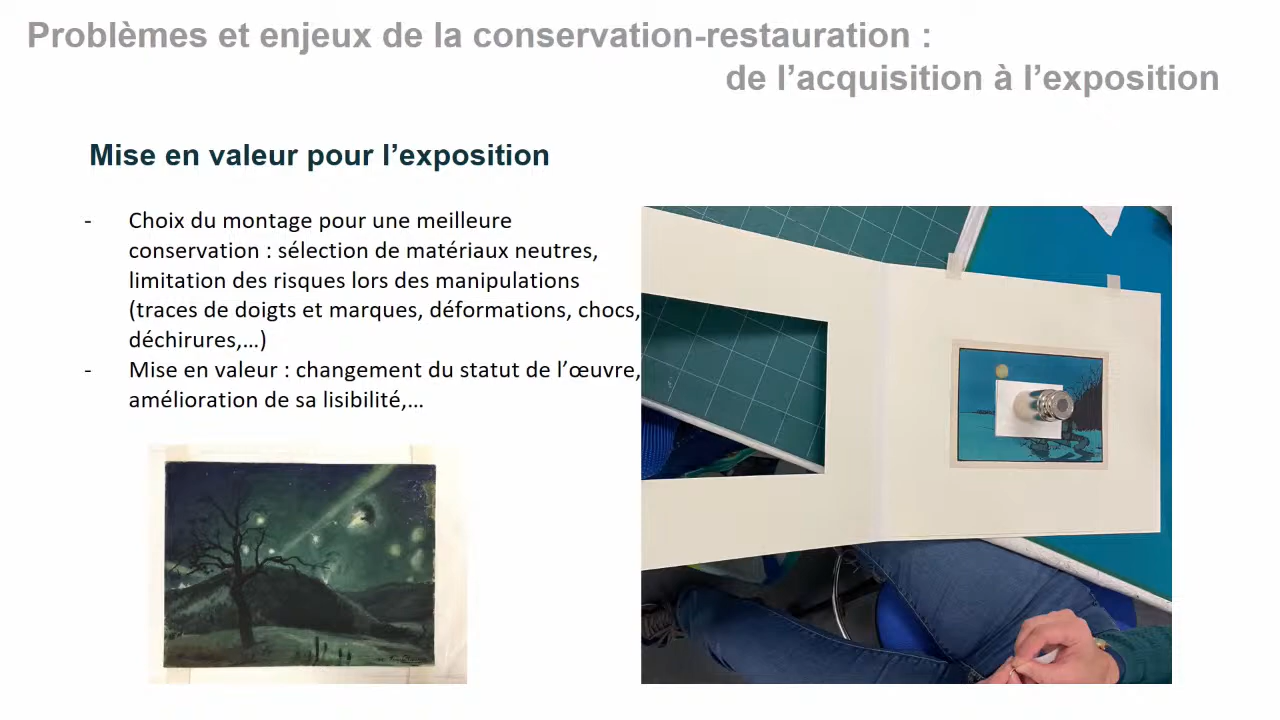 Problèmes et enjeux de la conservation-restauration :
de l’acquisition à l’exposition
Mise en valeur pour l’exposition
- Choix du montage pour une meilleure
conservation : sélection de matériaux neutres,
limitation des risques lors des manipulations
(traces de doigts et marques, déformations, chocs,
déchirures,…)
- Mise en valeur : changement du statut de l’œuvre,
amélioration de sa lisibilité,…